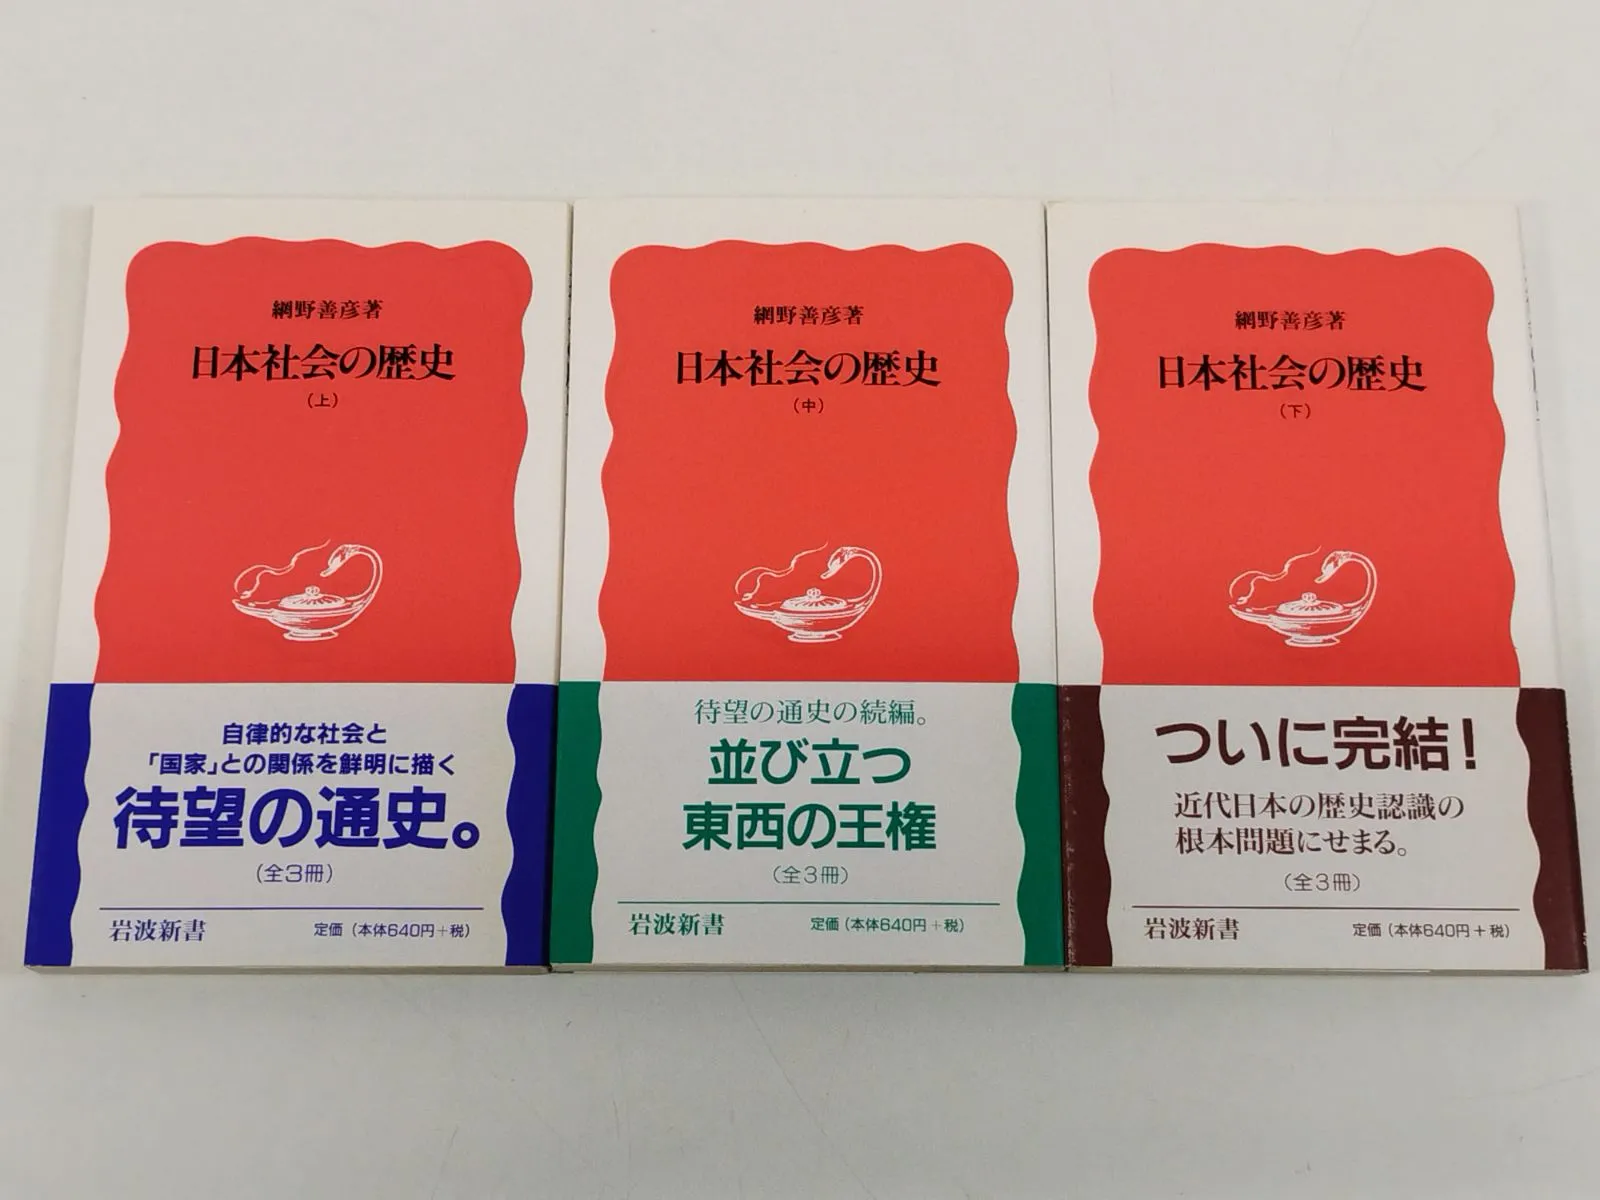 網野善彦著
日本社会の歴史
(上)
自律的な社会と
「国家」との関係を鮮明に描く
待望の通史。
(全3冊)
岩波新書
定価(本体640円+税)
網野善彦著
日本社会の歴史
(中)
待望の通史の続編。
並び立つ
東西の王権
(全3冊)
岩波新書
定価(本体640円+税)
網野善彦著
日本社会の歴史
(下)
ついに完結!
近代日本の歴史認識の
根本問題にせまる。
(全3冊)
岩波新書
定価(本体640円+税)